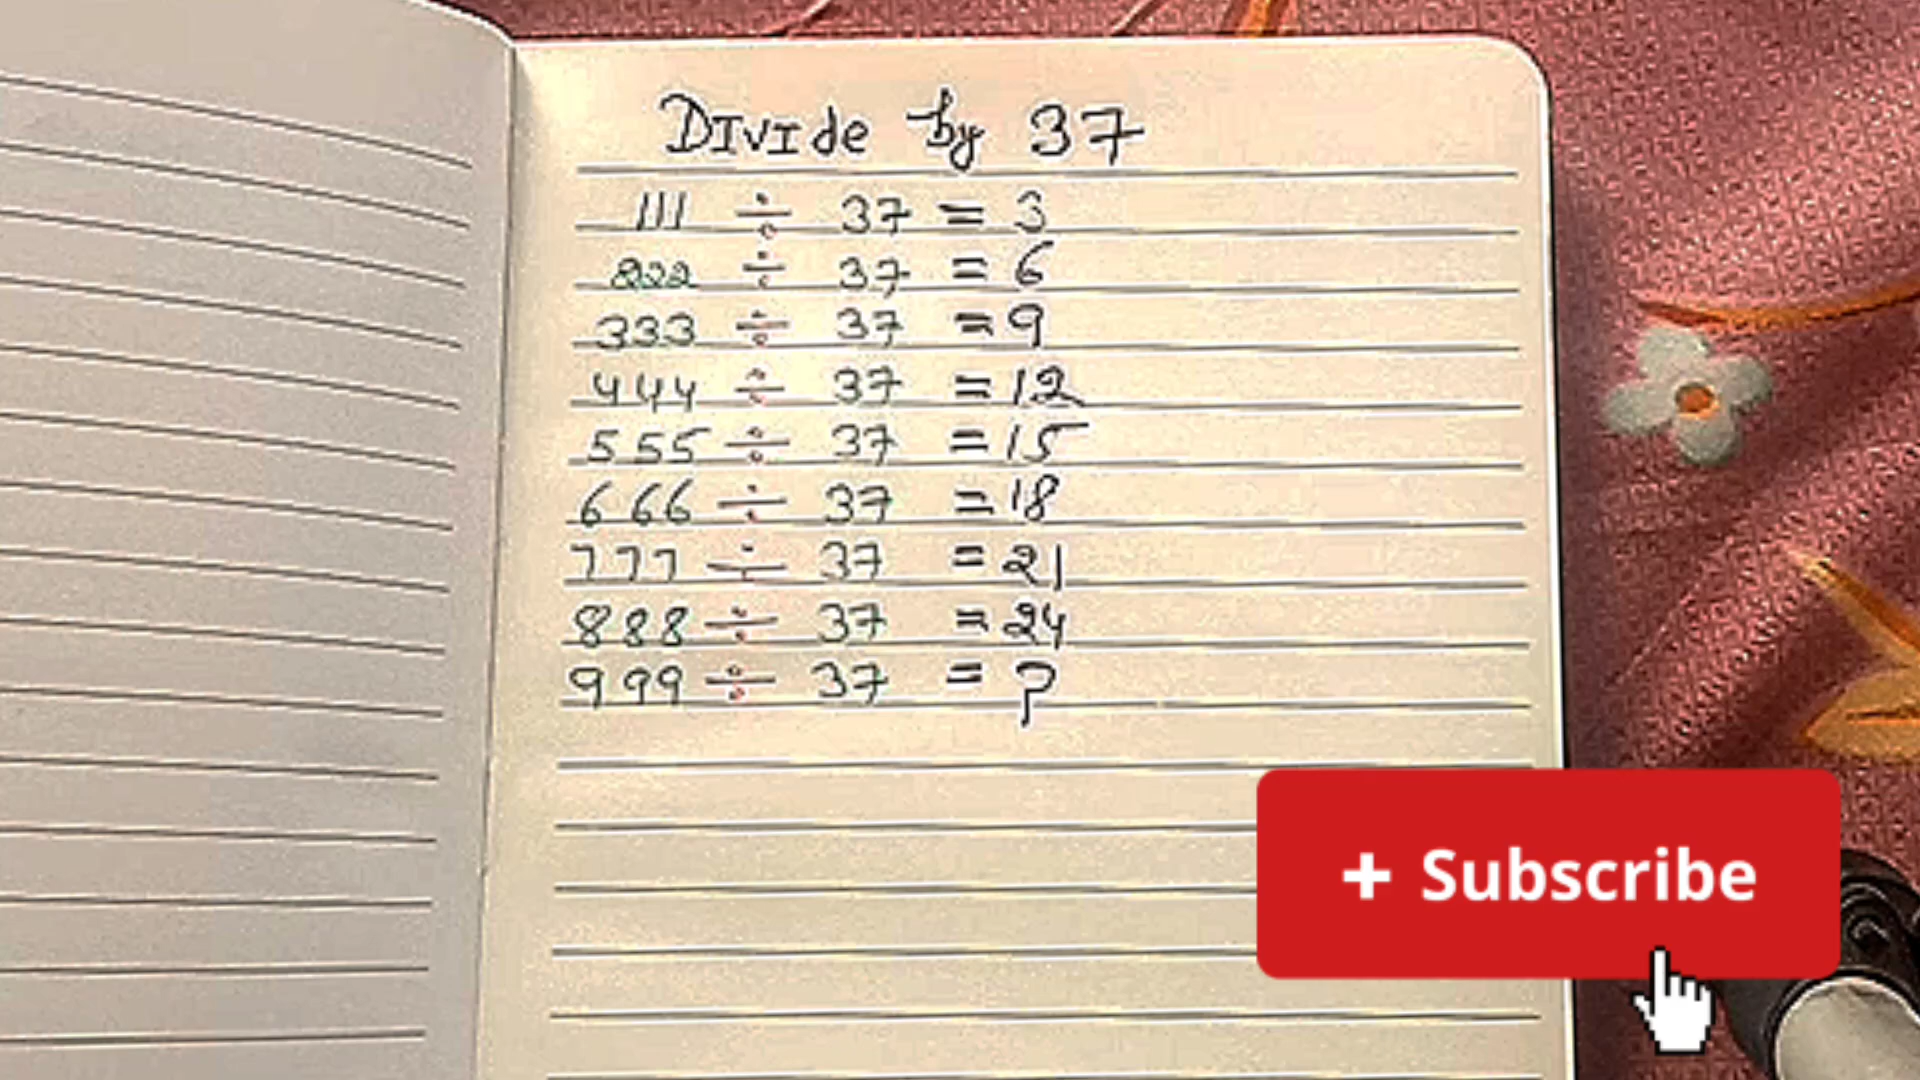 DIVIde by 37
111 ÷ 37 = 3
222 ÷ 37 = 6
333 ÷ 37 = 9
444 ÷ 37 = 12
555 ÷ 37 = 15
666 ÷ 37 = 18
777 ÷ 37 = 21
888 ÷ 37 = 24
999 ÷ 37 = ?
+ Subscribe